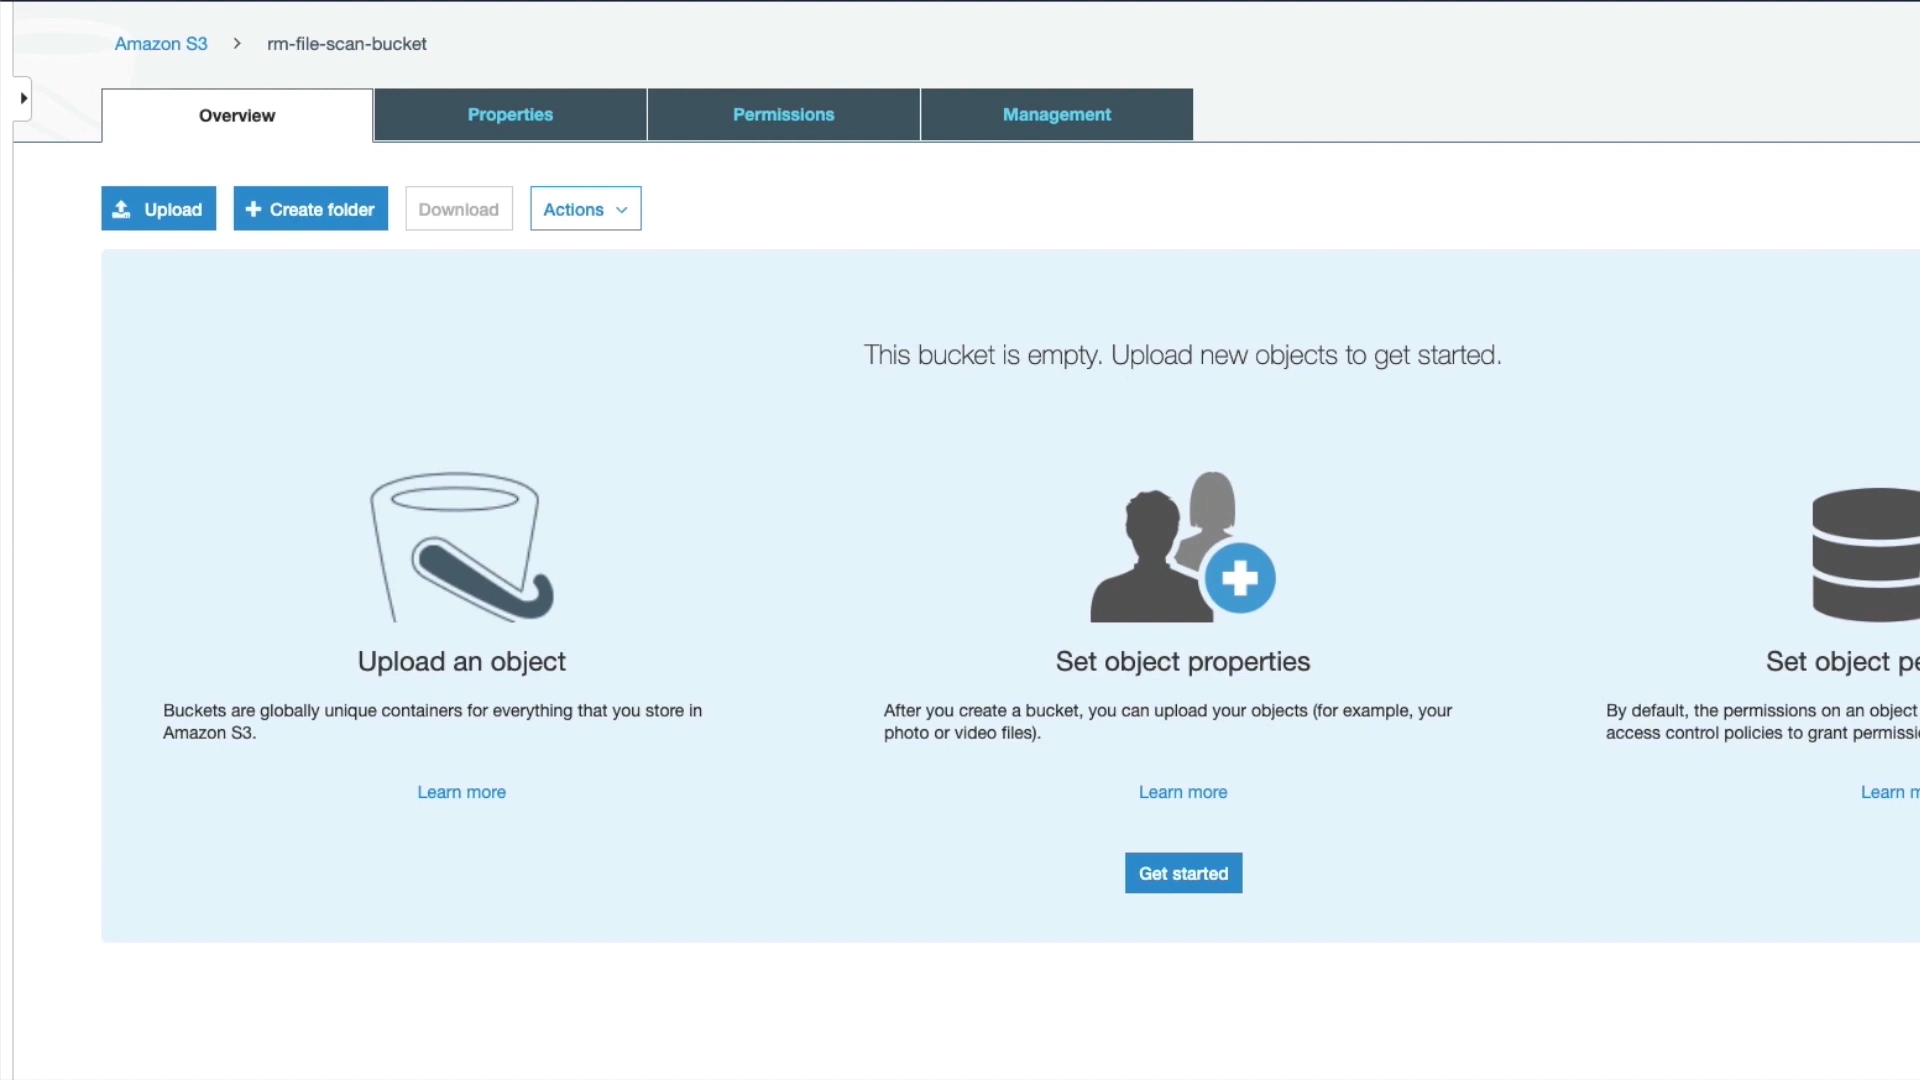 Amazon S3 > rm-file-scan-bucket
Overview
Properties
Permissions
Management
Upload
Create folder
Download
Actions
This bucket is empty. Upload new objects to get started.
Upload an object
Buckets are globally unique containers for everything that you store in
Amazon S3.
Learn more
Set object properties
After you create a bucket, you can upload your objects (for example, your
photo or video files).
Learn more
Set object
By default, the permissions on an object
access control policies to grant
Learn
Get started